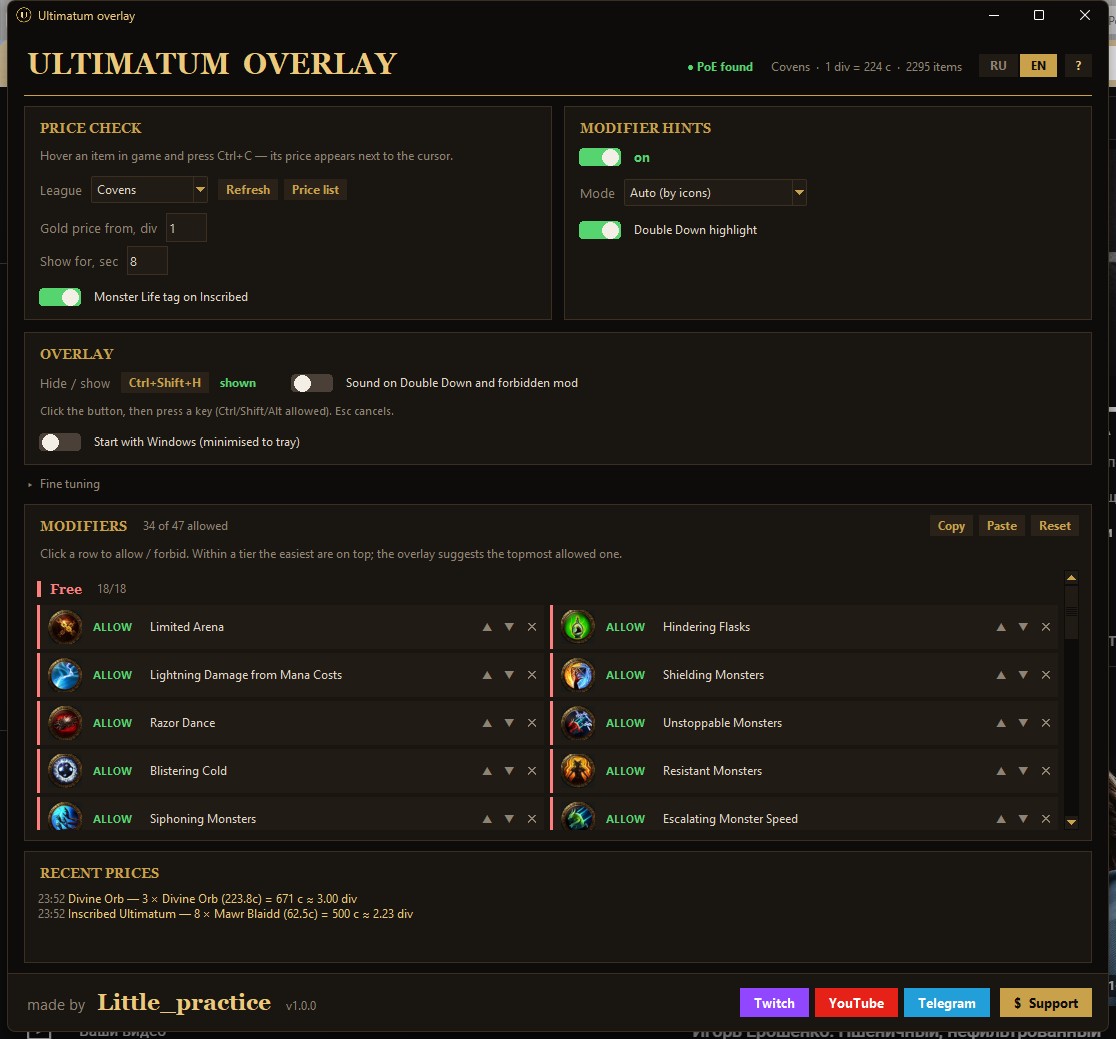 Ultimatum overlay
ULTIMATUM OVERLAY
● PoE found Covens · 1 div = 224 c · 2295 items RU EN ?
PRICE CHECK
Hover an item in game and press Ctrl+C — its price appears next to the cursor.
League Covens Refresh Price list
Gold price from, div 1
Show for, sec 8
Monster Life tag on Inscribed
MODIFIER HINTS
on
Mode Auto (by icons)
Double Down highlight
OVERLAY
Hide / show Ctrl+Shift+H shown Sound on Double Down and forbidden mod
Click the button, then press a key (Ctrl/Shift/Alt allowed). Esc cancels.
Start with Windows (minimised to tray)
▸ Fine tuning
MODIFIERS 34 of 47 allowed Copy Paste Reset
Click a row to allow / forbid. Within a tier the easiest are on top; the overlay suggests the topmost allowed one.
Free 18/18
ALLOW Limited Arena ▲ ▼ ✕ ALLOW Hindering Flasks ▲ ▼ ✕
ALLOW Lightning Damage from Mana Costs ▲ ▼ ✕ ALLOW Shielding Monsters ▲ ▼ ✕
ALLOW Razor Dance ▲ ▼ ✕ ALLOW Unstoppable Monsters ▲ ▼ ✕
ALLOW Blistering Cold ▲ ▼ ✕ ALLOW Resistant Monsters ▲ ▼ ✕
ALLOW Siphoning Monsters ▲ ▼ ✕ ALLOW Escalating Monster Speed ▲ ▼ ✕
RECENT PRICES
23:52 Divine Orb — 3 × Divine Orb (223.8c) = 671 c ≈ 3.00 div
23:52 Inscribed Ultimatum — 8 × Mawr Blaidd (62.5c) = 500 c ≈ 2.23 div
made by Little_practice v1.0.0 Twitch YouTube Telegram $ Support
Ваши видео Игорь Ерошенко: Пшеничный, нефильтрованный